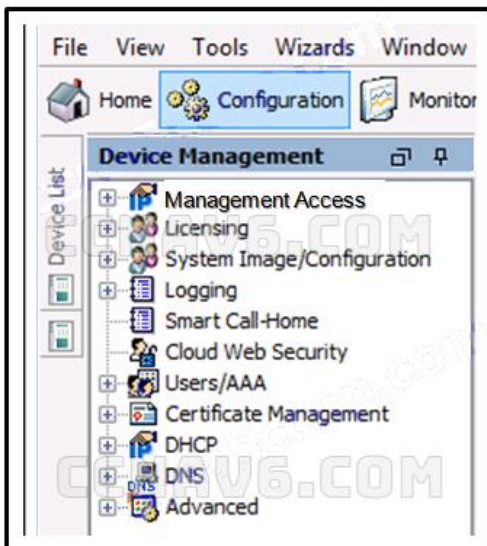 File View Tools Wizards Window
Home Configuration Monitor
Device List
Device Management
Management Access
Licensing
CCNAV6.COM
System Image/Configuration
Logging
Smart Call-Home
Cloud Web Security
Users/AAA
Certificate Management
DHCP
CCNAV6.COM
DNS
Advanced